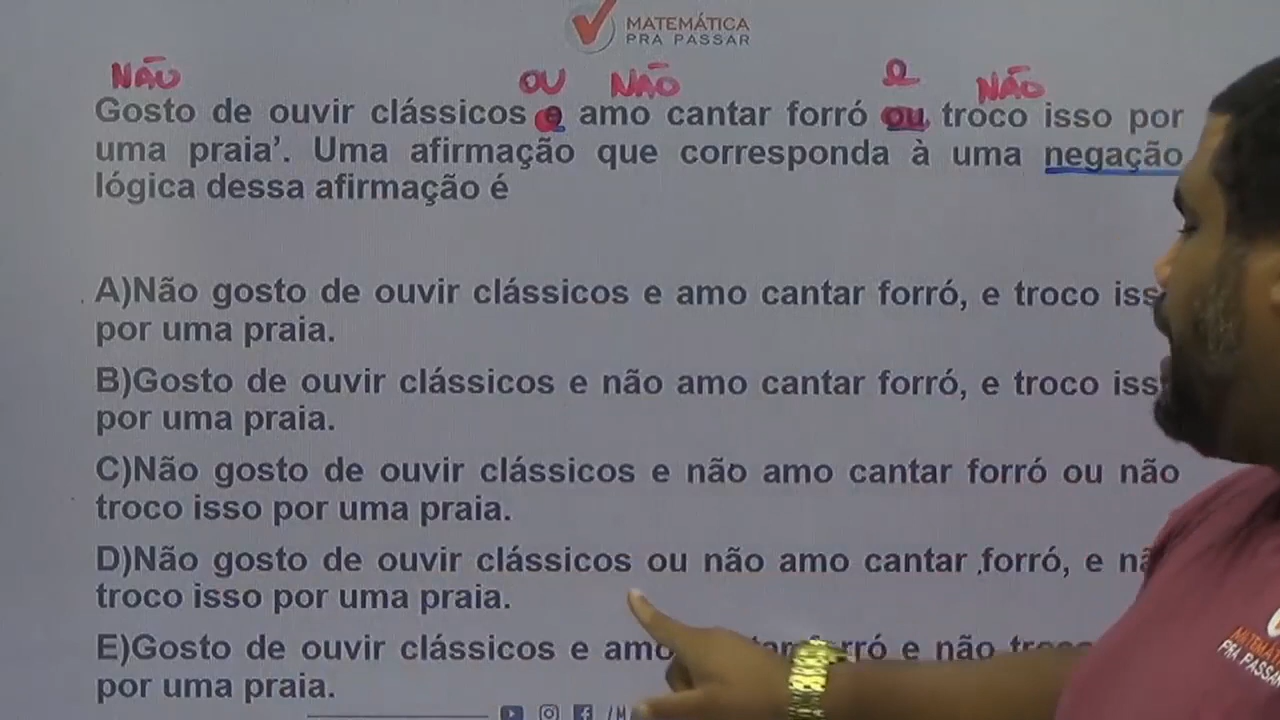 MATEMÁTICA
PRA PASSAR
NÃO OU NÃO e NÃO
Gosto de ouvir clássicos e amo cantar forró ou troco isso por
uma praia’. Uma afirmação que corresponda à uma negação
lógica dessa afirmação é
A)Não gosto de ouvir clássicos e amo cantar forró, e troco
por uma praia.
B)Gosto de ouvir clássicos e não amo cantar forró, e troco
por uma praia.
C)Não gosto de ouvir clássicos e não amo cantar forró ou não
troco isso por uma praia.
D)Não gosto de ouvir clássicos ou não amo cantar forró, e
troco isso por uma praia.
E)Gosto de ouvir clássicos e e não
por uma praia.
MATEMÁTICA
PRA PASSAR